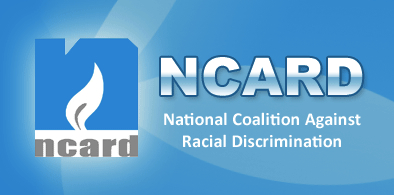 ncard
NCARD
National Coalition Against
Racial Discrimination